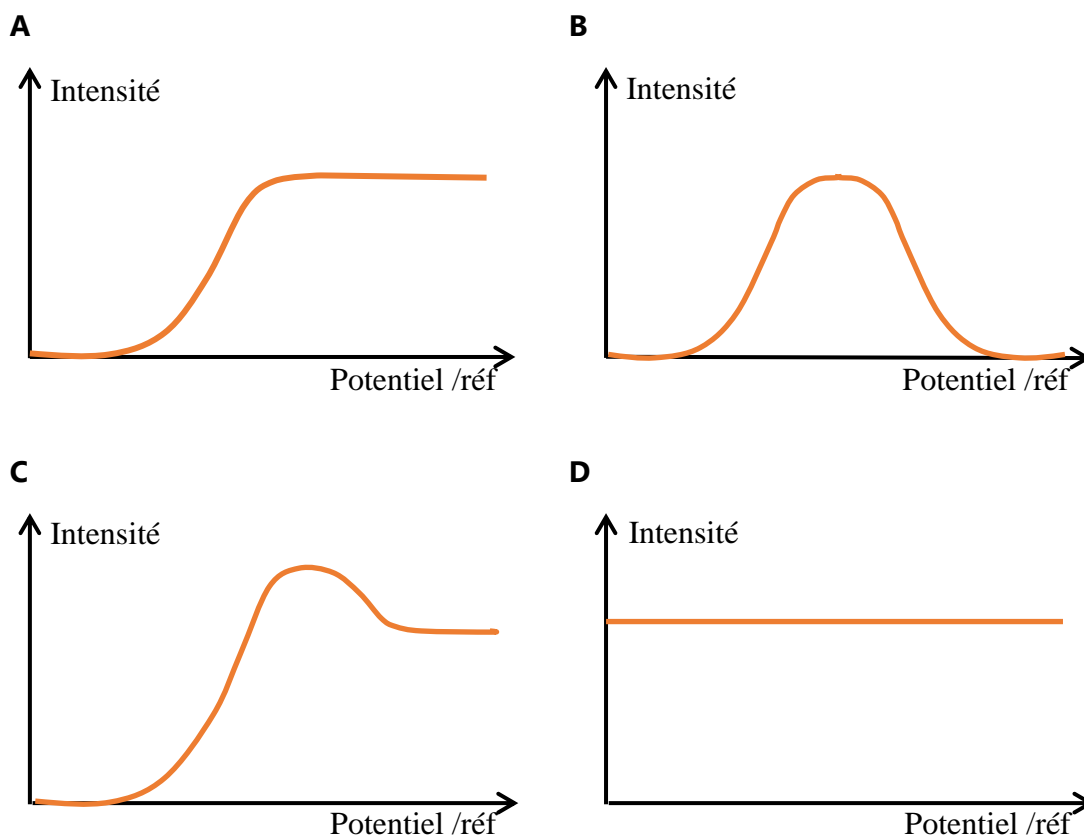 A
B
Intensité
Intensité
Potentiel /réf
Potentiel /réf
C
D
Intensité
Intensité
Potentiel /réf
Potentiel /réf